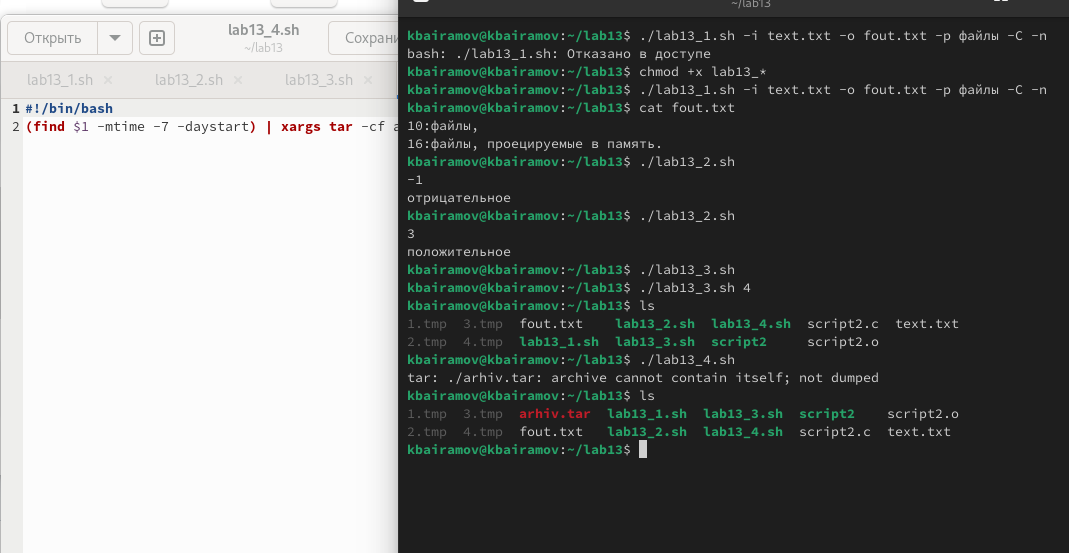 Открыть
lab13_4.sh
~/lab13
Сохрани
lab13_1.sh ×
lab13_2.sh ×
lab13_3.sh ×
1 #!/bin/bash
2 (find $1 -mtime -7 -daystart) | xargs tar -cf a
~/lab13
kbairamov@kbairamov:~/lab13$ ./lab13_1.sh -i text.txt -o fout.txt -p файлы -C -n
bash: ./lab13_1.sh: Отказано в доступе
kbairamov@kbairamov:~/lab13$ chmod +x lab13_*
kbairamov@kbairamov:~/lab13$ ./lab13_1.sh -i text.txt -o fout.txt -p файлы -C -n
kbairamov@kbairamov:~/lab13$ cat fout.txt
10:файлы,
16:файлы, проецируемые в память.
kbairamov@kbairamov:~/lab13$ ./lab13_2.sh
-1
отрицательное
kbairamov@kbairamov:~/lab13$ ./lab13_2.sh
3
положительное
kbairamov@kbairamov:~/lab13$ ./lab13_3.sh
kbairamov@kbairamov:~/lab13$ ./lab13_3.sh 4
kbairamov@kbairamov:~/lab13$ ls
1.tmp 3.tmp fout.txt lab13_2.sh lab13_4.sh script2.c text.txt
2.tmp 4.tmp lab13_1.sh lab13_3.sh script2 script2.o
kbairamov@kbairamov:~/lab13$ ./lab13_4.sh
tar: ./arhiv.tar: archive cannot contain itself; not dumped
kbairamov@kbairamov:~/lab13$ ls
1.tmp 3.tmp arhiv.tar lab13_1.sh lab13_3.sh script2 script2.o
2.tmp 4.tmp fout.txt lab13_2.sh lab13_4.sh script2.c text.txt
kbairamov@kbairamov:~/lab13$